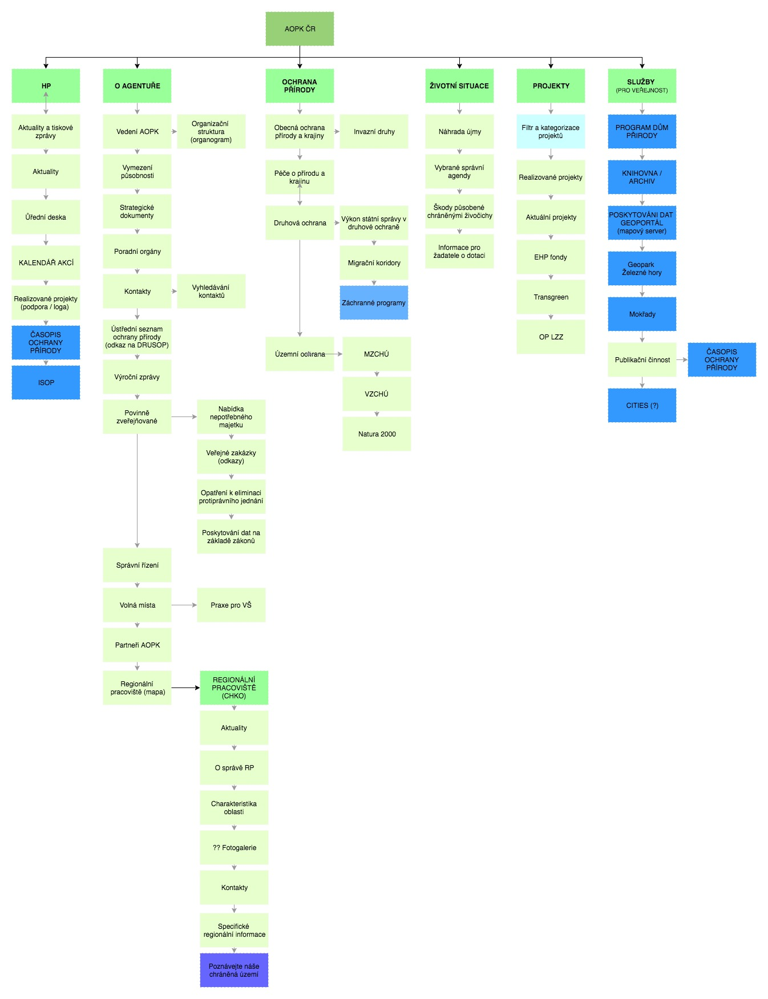 AOPK ČR
HP
Aktuality a tiskové
zprávy
Aktuality
Úřední deska
KALENDÁŘ AKCÍ
Realizované projekty
(podpora / loga)
ČASOPIS
OCHRANY
PŘÍRODY
ISOP
O AGENTUŘE
Vedení AOPK
Organizační
struktura
(organogram)
Vymezení
působnosti
Strategické
dokumenty
Poradní orgány
Kontakty
Vyhledávání
kontaktů
Ústřední seznam
ochrany přírody
(odkaz na DRUSOP)
Výroční zprávy
Povinně
zveřejňované
Nabídka
nepotřebného
majetku
Veřejné zakázky
(odkazy)
Opatření k eliminaci
protiprávního jednání
Poskytování dat na
základě zákonů
Správní řízení
Volná místa
Praxe pro VŠ
Partneři AOPK
Regionální
pracoviště (mapa)
REGIONÁLNÍ
PRACOVIŠTĚ
(CHKO)
Aktuality
O správě RP
Charakteristika
oblasti
?? Fotogalerie
Kontakty
Specifické
regionální informace
Poznávejte náše
chráněná území
OCHRANA
PŘÍRODY
Obecná ochrana
přírody a krajiny
Invazní druhy
Péče o přírodu a
krajinu
Druhová ochrana
Výkon státní správy v
druhové ochraně
Migrační koridory
Záchranné programy
Územní ochrana
MZCHÚ
VZCHÚ
Natura 2000
ŽIVOTNÍ SITUACE
Náhrada újmy
Vybrané správní
agendy
Škody působené
chráněnými živočichy
Informace pro
žadatele o dotaci
PROJEKTY
Filtr a kategorizace
projektů
Realizované projekty
Aktuální projekty
EHP fondy
Transgreen
OP LZZ
SLUŽBY
(PRO VEŘEJNOST)
PROGRAM DŮM
PŘIRODY
KNIHOVNA /
ARCHIV
POSKYTOVÁNI DAT
GEOPORTÁL
(mapový server)
Geopark
Železné hory
Mokřady
Publikační činnost
ČASOPIS
OCHRANY
PŘÍRODY
CITIES (?)